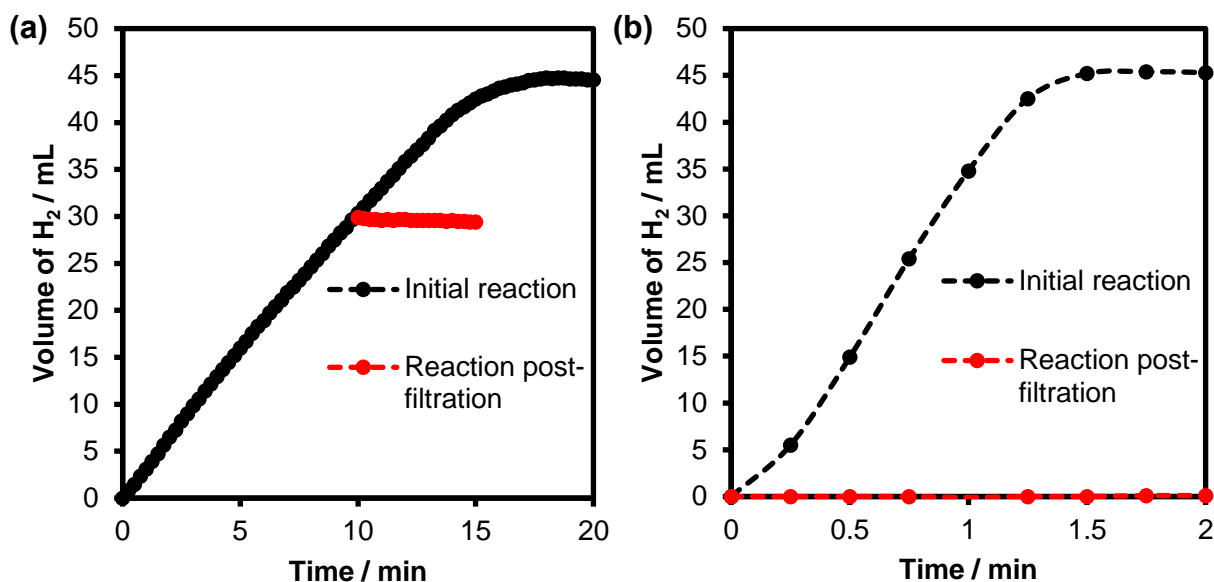 (a)
50
45
40
35
30
25
20
15
10
5
0
Volume of H2 / mL
Initial reaction
Reaction post-
filtration
0 5 10 15 20
Time / min
(b)
50
45
40
35
30
25
20
15
10
5
0
Volume of H2 / mL
Initial reaction
Reaction post-
filtration
0 0.5 1 1.5 2
Time / min